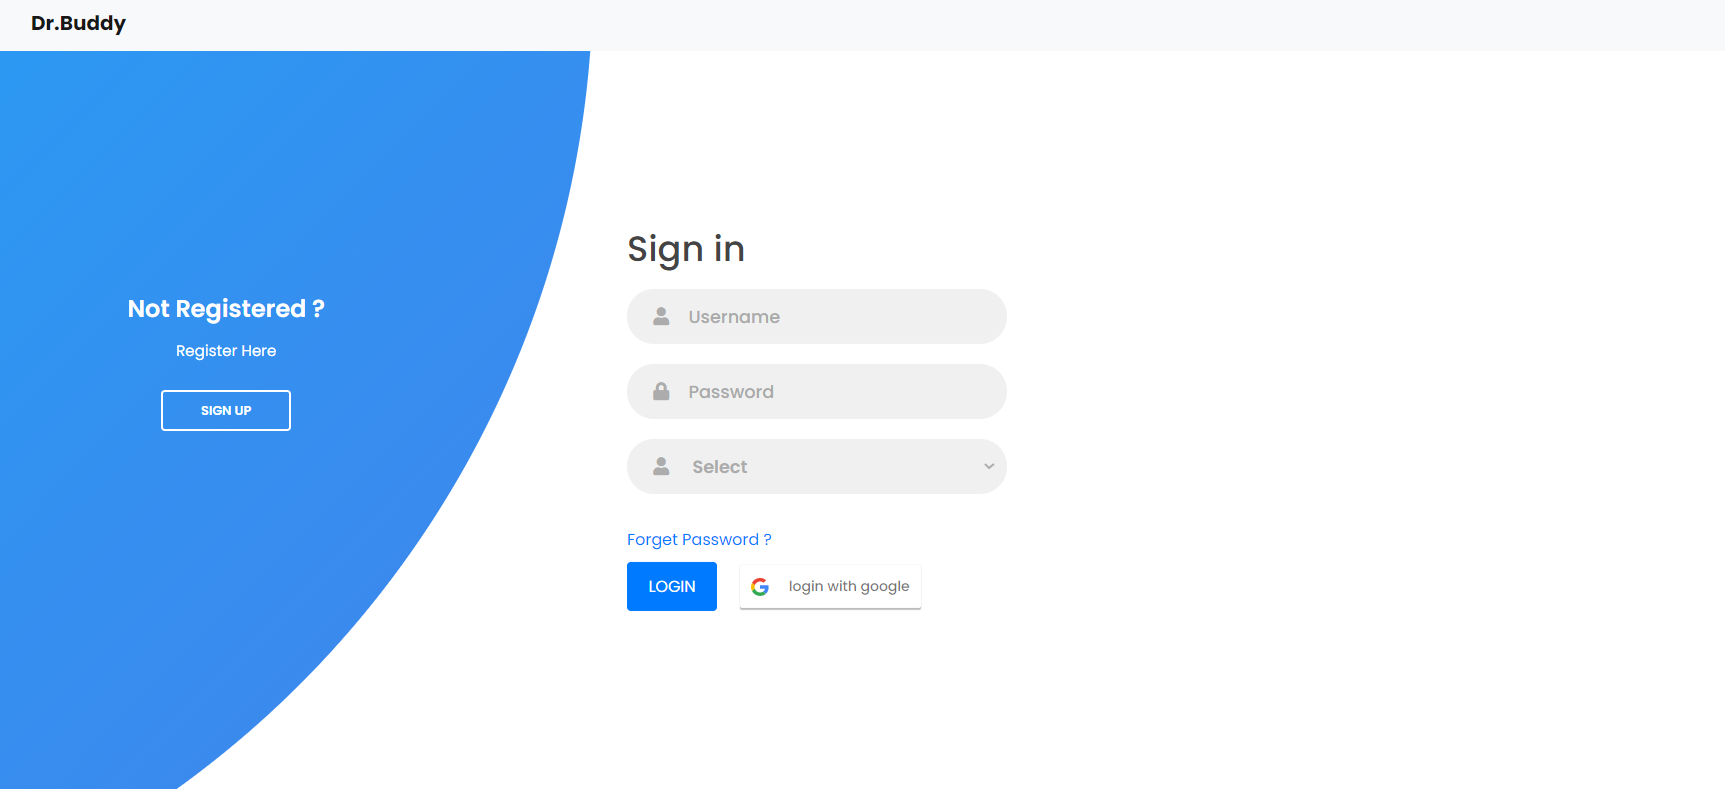 Dr.Buddy
Not Registered ?
Register Here
SIGN UP
Sign in
Username
Password
Select
Forget Password ?
LOGIN
login with google